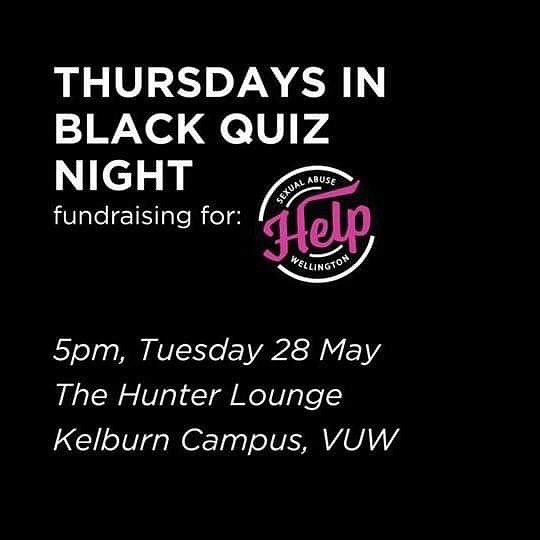 THURSDAYS IN
BLACK QUIZ
NIGHT
fundraising for:
SEXUAL ABUSE
Help
WELLINGTON
5pm, Tuesday 28 May
The Hunter Lounge
Kelburn Campus, VUW